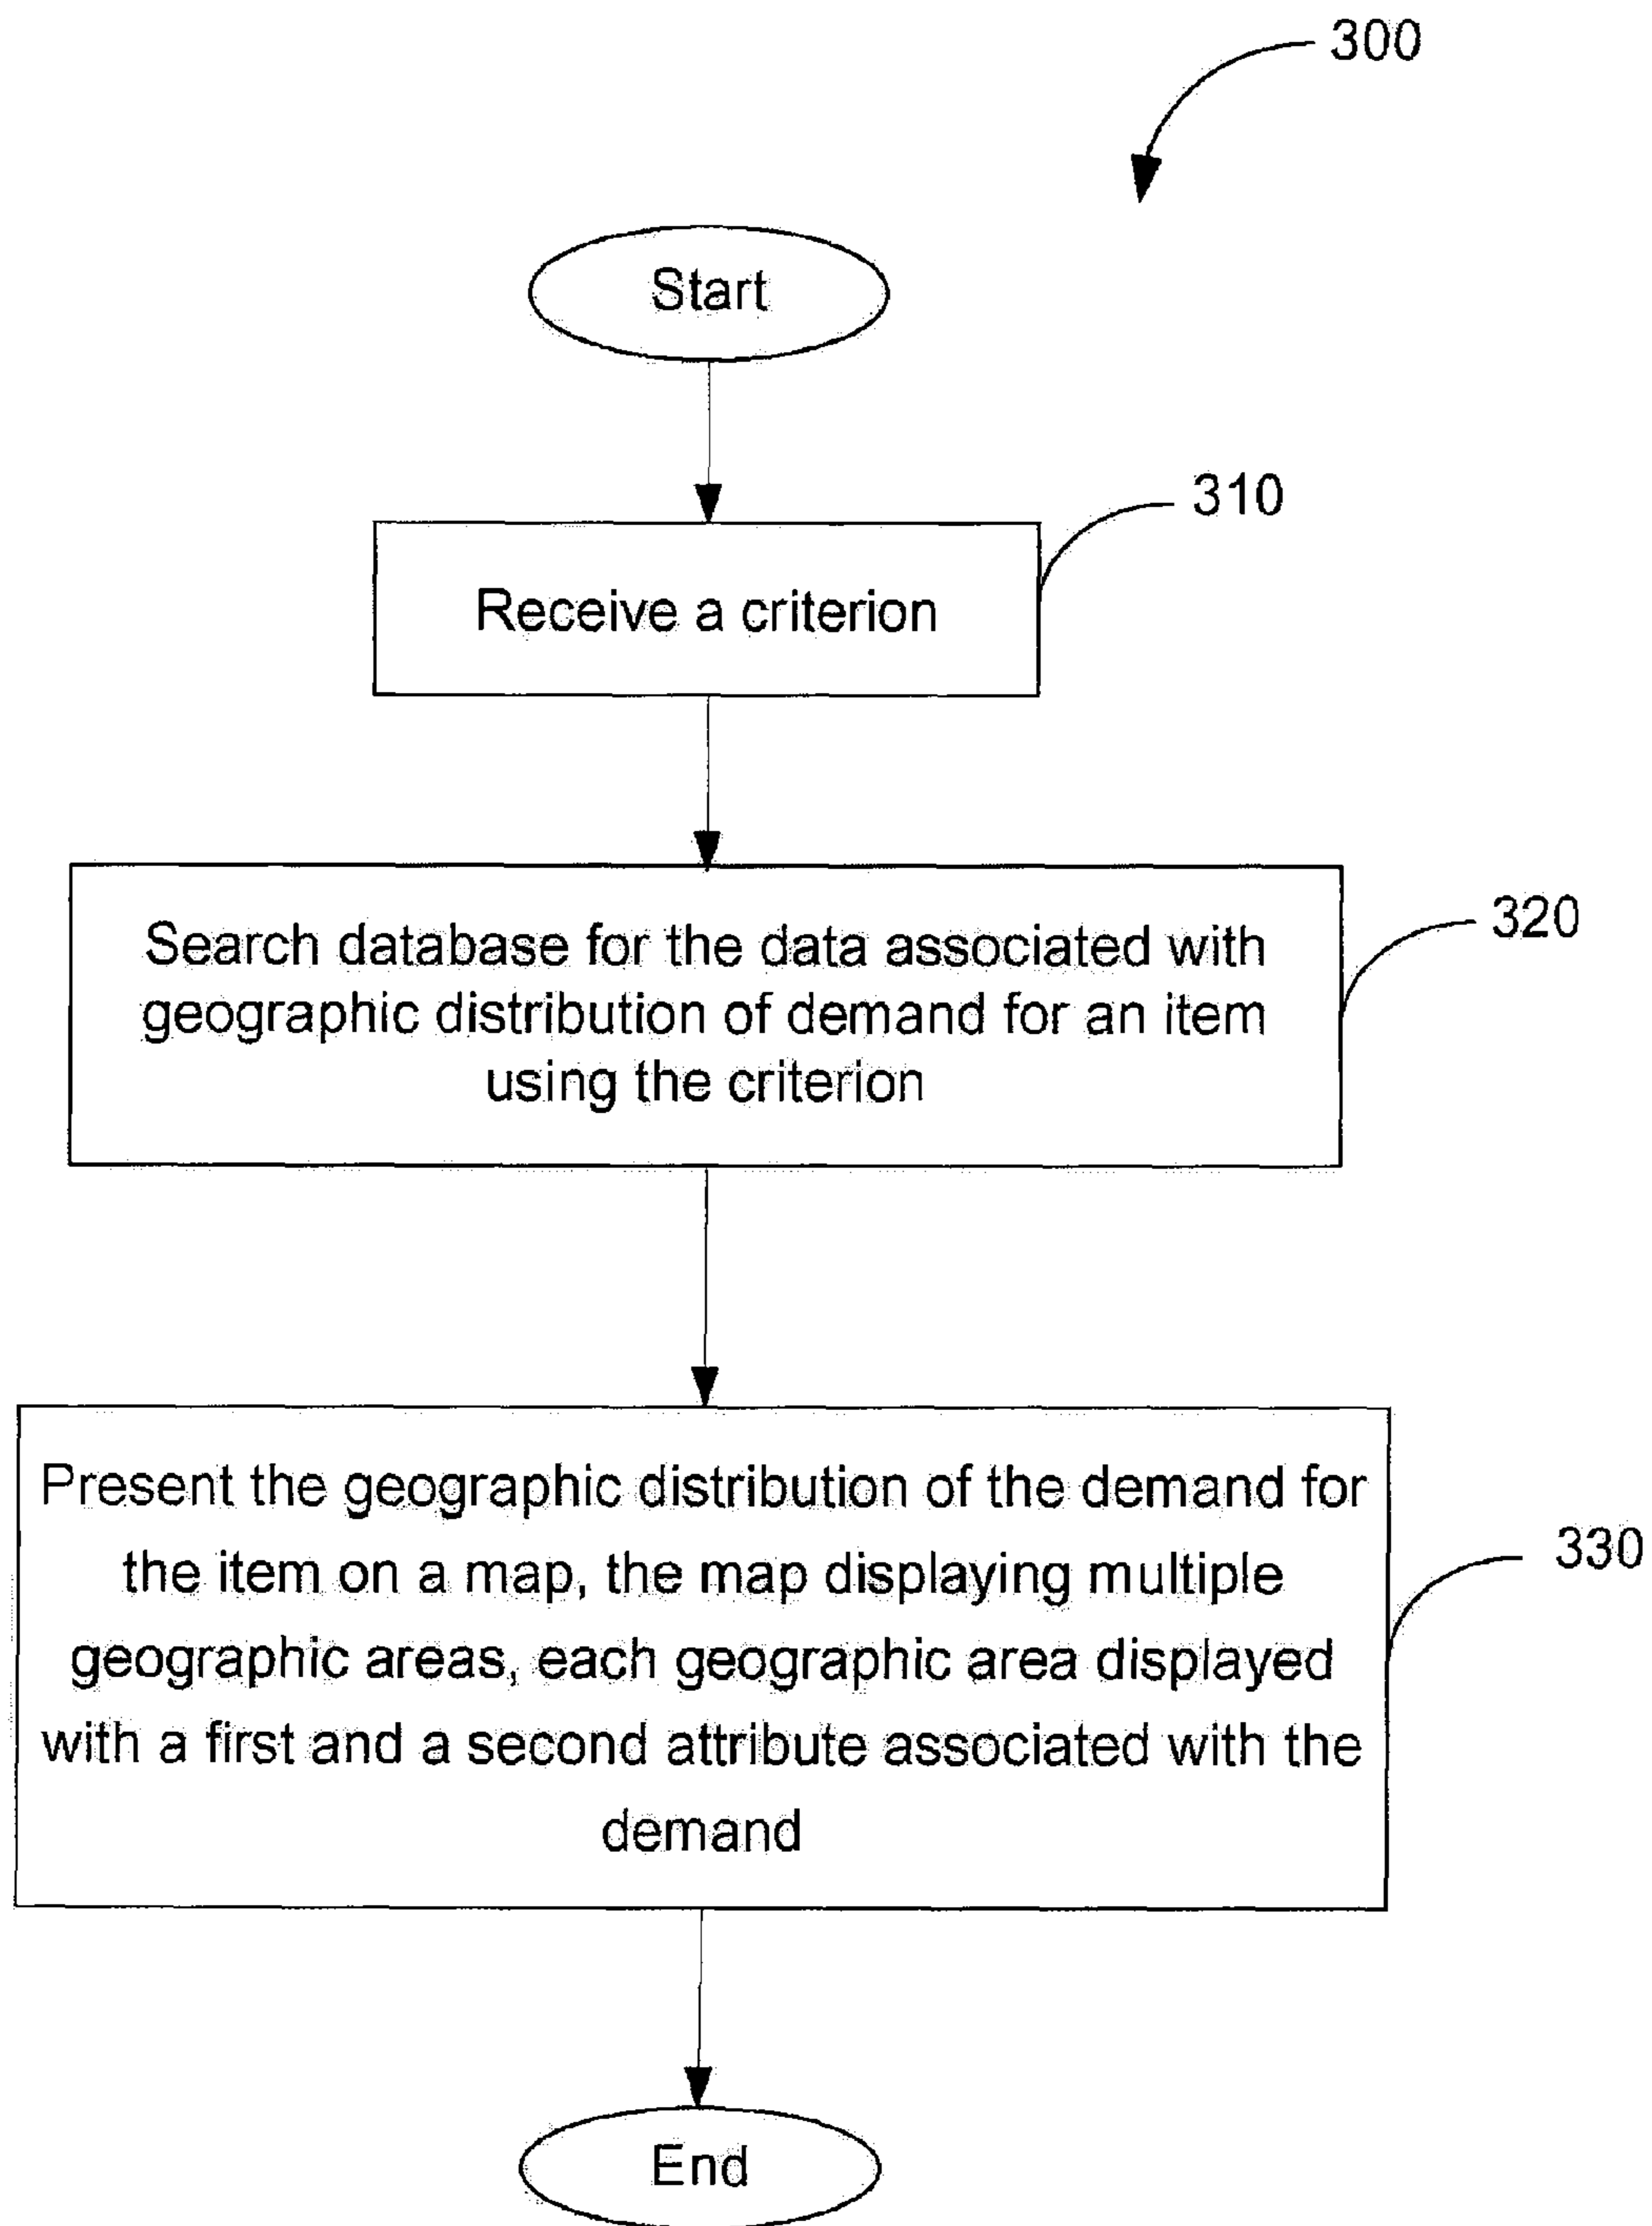 300
Start
310
Receive a criterion
320
Search database for the data associated with
geographic distribution of demand for an item
using the criterion
330
Present the geographic distribution of the demand for
the item on a map, the map displaying multiple
geographic areas, each geographic area displayed
with a first and a second attribute associated with the
demand
End